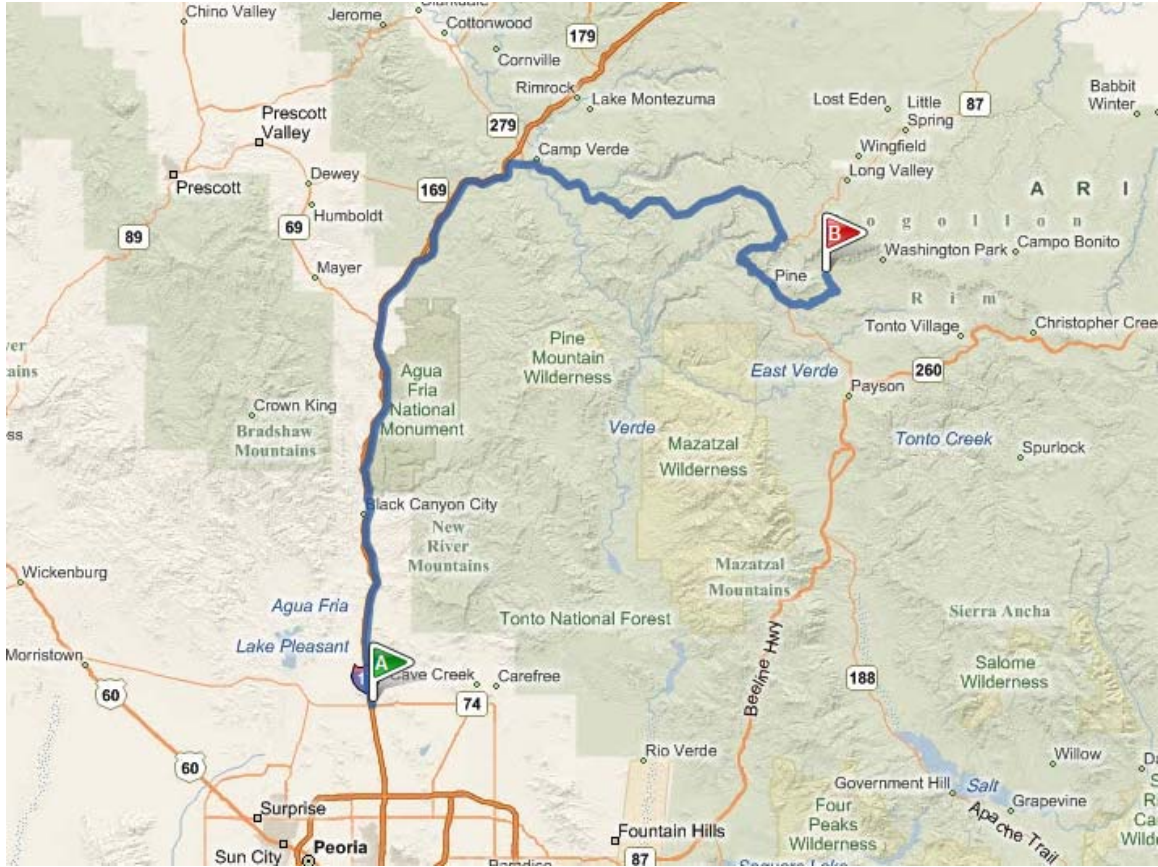 Chino Valley
Jerome
Cottonwood
179
Cornville
Rimrock
Lake Montezuma
Lost Eden
Little
Spring
87
Babbit
Winter
Prescott
Valley
279
Camp Verde
Wingfield
Long Valley
Prescott
Dewey
169
Humboldt
A R I
89
69
B
o g o l l o n
Washington Park
Campo Bonito
Mayer
Pine
R i m
Tonto Village
Christopher Cree
ver
tains
Pine
Mountain
Wilderness
Agua
Fria
National
Monument
East Verde
260
Payson
Crown King
Bradshaw
Mountains
ss
Verde
Mazatzal
Wilderness
Tonto Creek
Spurlock
Black Canyon City
New
River
Mountains
Wickenburg
Mazatzal
Mountains
Agua Fria
Tonto National Forest
Sierra Ancha
Lake Pleasant
Morristown
A
Cave Creek
Carefree
60
74
188
Salome
Wilderness
Beeline Hwy
Rio Verde
Willow
60
Government Hill
Salt
Grapevine
Apache Trail
Surprise
Four
Peaks
Wilderness
Fountain Hills
Sun City
Peoria
87